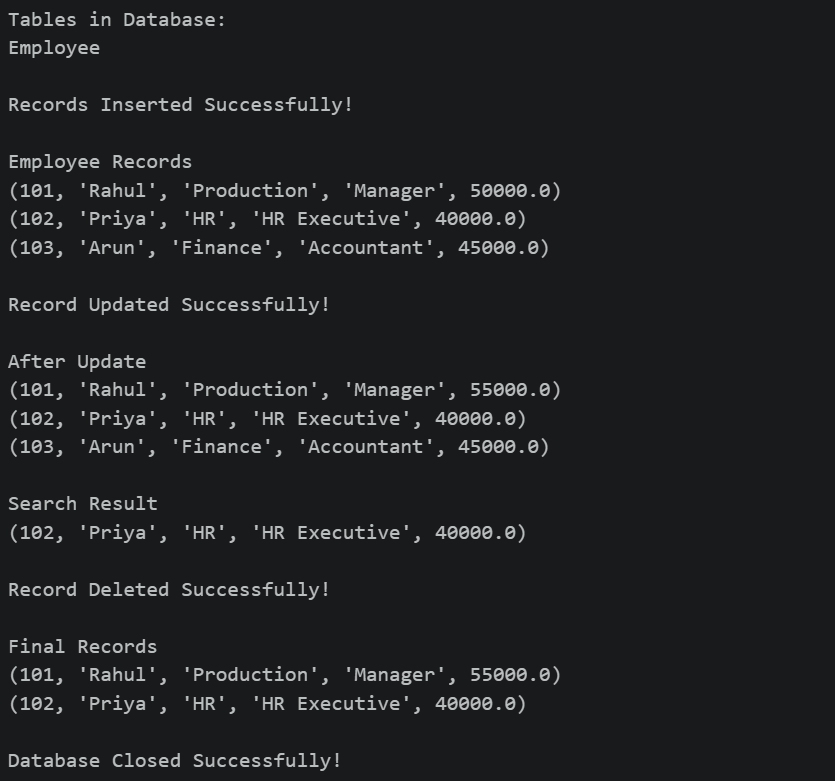 Tables in Database:
Employee
Records Inserted Successfully!
Employee Records
(101, 'Rahul', 'Production', 'Manager', 50000.0)
(102, 'Priya', 'HR', 'HR Executive', 40000.0)
(103, 'Arun', 'Finance', 'Accountant', 45000.0)
Record Updated Successfully!
After Update
(101, 'Rahul', 'Production', 'Manager', 55000.0)
(102, 'Priya', 'HR', 'HR Executive', 40000.0)
(103, 'Arun', 'Finance', 'Accountant', 45000.0)
Search Result
(102, 'Priya', 'HR', 'HR Executive', 40000.0)
Record Deleted Successfully!
Final Records
(101, 'Rahul', 'Production', 'Manager', 55000.0)
(102, 'Priya', 'HR', 'HR Executive', 40000.0)
Database Closed Successfully!